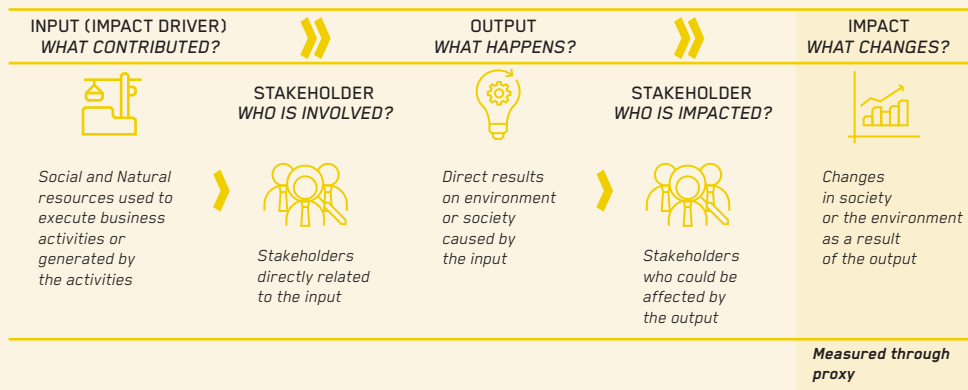 INPUT (IMPACT DRIVER)
WHAT CONTRIBUTED?
OUTPUT
WHAT HAPPENS?
IMPACT
WHAT CHANGES?
STAKEHOLDER
WHO IS INVOLVED?
STAKEHOLDER
WHO IS IMPACTED?
Social and Natural
resources used to
execute business
activities or
generated by
the activities
Stakeholders
directly related
to the input
Direct results
on environment
or society
caused by
the input
Stakeholders
who could be
affected by
the output
Changes
in society
or the environment
as a result
of the output
Measured through
proxy